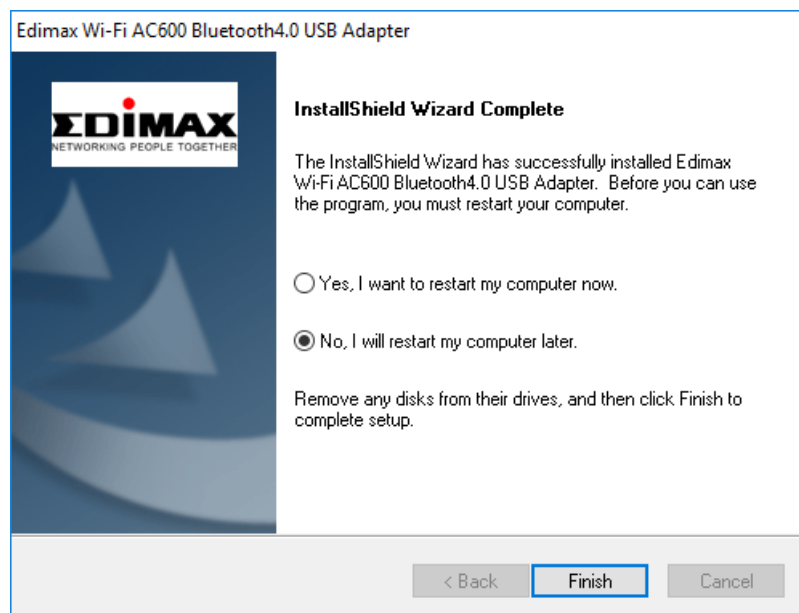 Edimax Wi-Fi AC600 Bluetooth4.0 USB Adapter
EDIMAX
NETWORKING PEOPLE TOGETHER
InstallShield Wizard Complete
The InstallShield Wizard has successfully installed Edimax
Wi-Fi AC600 Bluetooth4.0 USB Adapter. Before you can use
the program, you must restart your computer.
Yes, I want to restart my computer now.
No, I will restart my computer later.
Remove any disks from their drives, and then click Finish to
complete setup.
< Back Finish Cancel